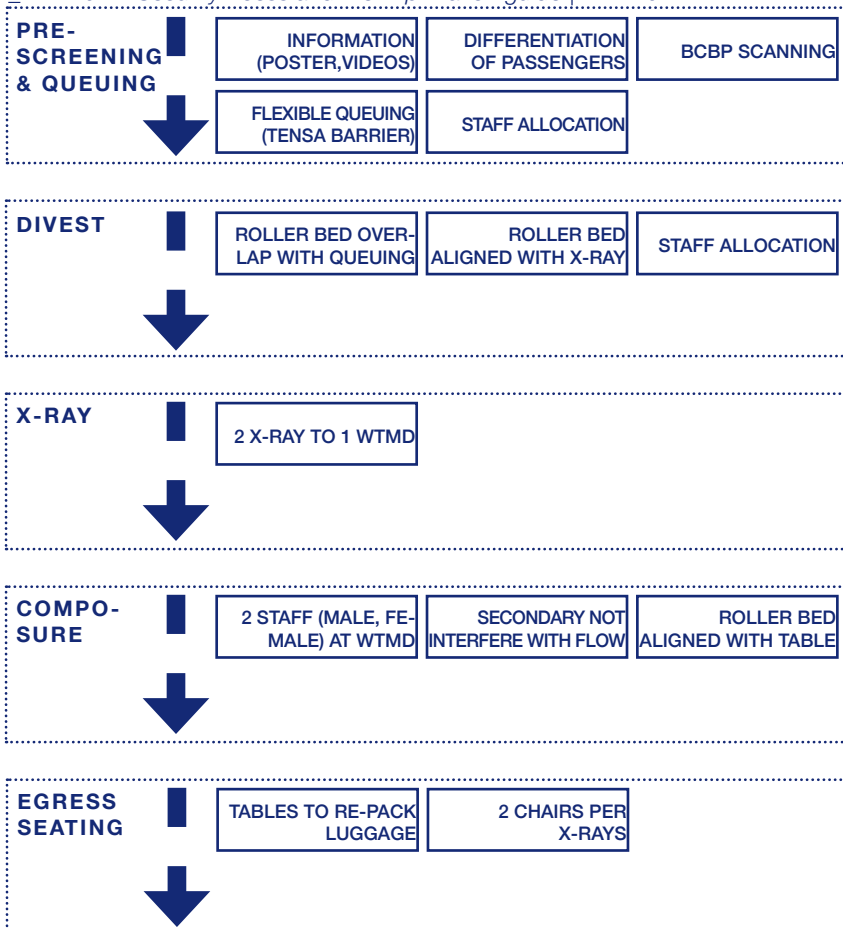 PRE-
SCREENING
& QUEUING
INFORMATION
(POSTER,VIDEOS)
DIFFERENTIATION
OF PASSENGERS
BCBP SCANNING
FLEXIBLE QUEUING
(TENSA BARRIER)
STAFF ALLOCATION
DIVEST
ROLLER BED OVER-
LAP WITH QUEUING
ROLLER BED
ALIGNED WITH X-RAY
STAFF ALLOCATION
X-RAY
2 X-RAY TO 1 WTMD
COMPO-
SURE
2 STAFF (MALE, FE-
MALE) AT WTMD
SECONDARY NOT
INTERFERE WITH FLOW
ROLLER BED
ALIGNED WITH TABLE
EGRESS
SEATING
TABLES TO RE-PACK
LUGGAGE
2 CHAIRS PER
X-RAYS